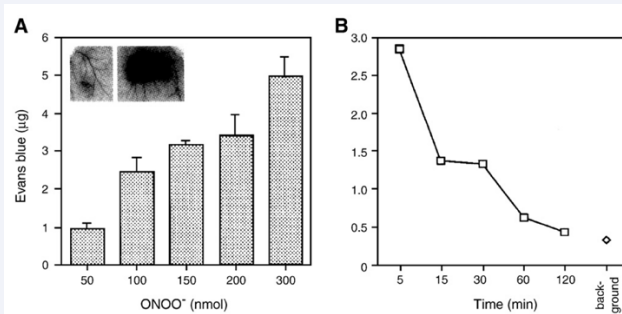 A
Evans blue (µg)
6
5
4
3
2
1
0
50 100 150 200 300
ONOO⁻ (nmol)
B
3.0
2.5
2.0
1.5
1.0
0.5
0
5 15 30 60 120 back-
ground
Time (min)